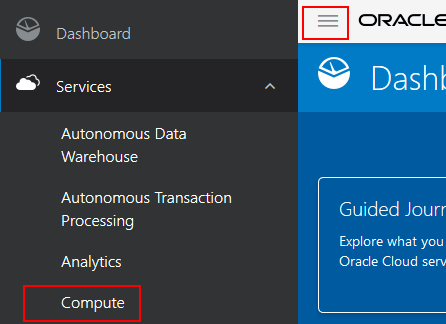 Dashboard
Services
Autonomous Data
Warehouse
Autonomous Transaction
Processing
Analytics
Compute
ORACLE
Dashb
Guided Journ
Explore what you
Oracle Cloud serv